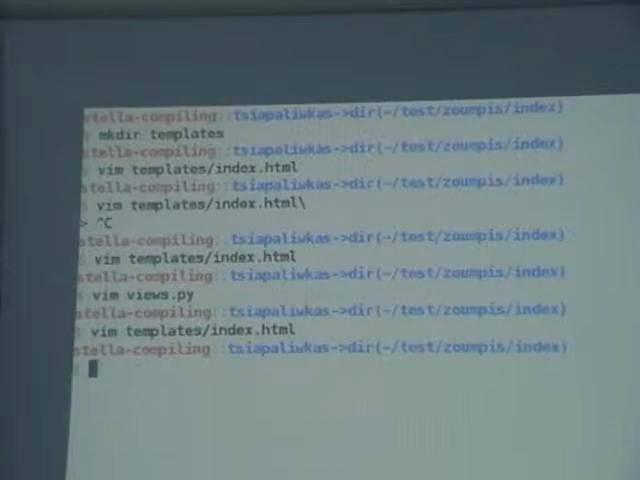 stella-compiling::tsiapaliwkas->dir(~/test/zoumpis/index)
mkdir templates
stella-compiling::tsiapaliwkas->dir(~/test/zoumpis/index)
vim templates/index.html
stella-compiling::tsiapaliwkas->dir(~/test/zoumpis/index)
vim templates/index.html\
> ^C
stella-compiling::tsiapaliwkas->dir(~/test/zoumpis/index)
vim templates/index.html
stella-compiling::tsiapaliwkas->dir(~/test/zoumpis/index)
vim views.py
stella-compiling::tsiapaliwkas->dir(~/test/zoumpis/index)
vim templates/index.html
stella-compiling::tsiapaliwkas->dir(~/test/zoumpis/index)